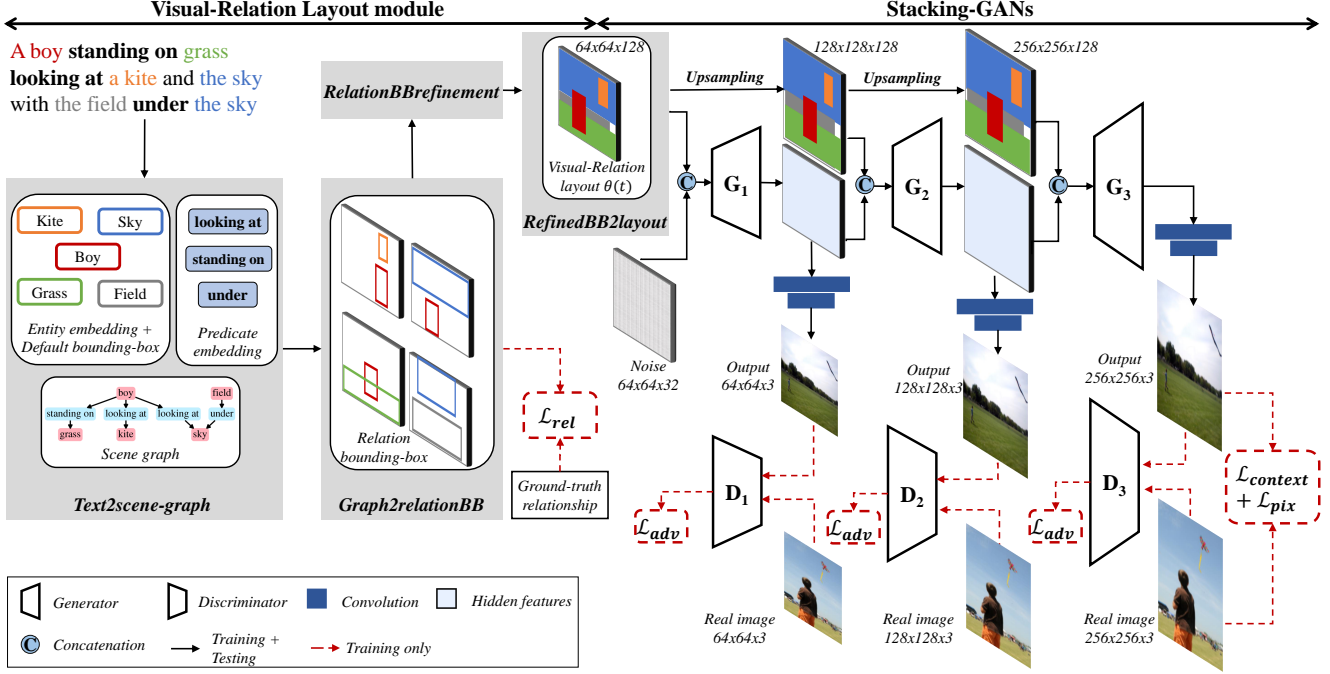 Visual-Relation Layout module
Stacking-GANs
A boy standing on grass
looking at a kite and the sky
with the field under the sky
Kite
Sky
Boy
Grass
Field
Entity embedding +
Default bounding-box
looking at
standing on
under
Predicate
embedding
boy
field
standing on
looking at
looking at
under
grass
kite
sky
Scene graph
Text2scene-graph
RelationBBrefinement
Relation
bounding-box
Graph2relationBB
64x64x128
Visual-Relation
layout θ(t)
RefinedBB2layout
ℒrel
Ground-truth
relationship
Noise
64x64x32
Upsampling
128x128x128
Upsampling
256x256x128
C
G1
C
G2
C
G3
Output
64x64x3
Output
128x128x3
Output
256x256x3
D1
D2
D3
ℒadv
ℒadv
ℒadv
ℒcontext
+ ℒpix
Real image
64x64x3
Real image
128x128x3
Real image
256x256x3
Generator
Discriminator
Convolution
Hidden features
C
Concatenation
Training +
Testing
Training only